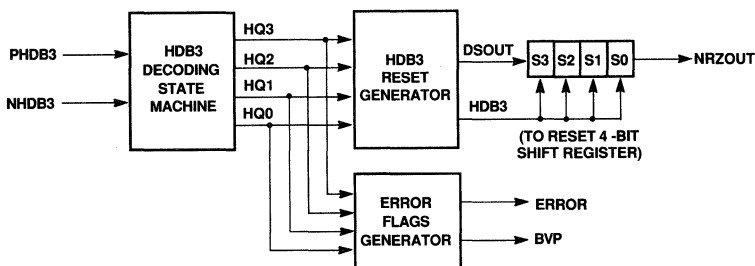 PHDB3
NHDB3
HDB3
DECODING
STATE
MACHINE
HQ3
HQ2
HQ1
HQ0
HDB3
RESET
GENERATOR
DSOUT
HDB3
S3 S2 S1 S0
NRZOUT
(TO RESET 4 -BIT
SHIFT REGISTER)
ERROR
FLAGS
GENERATOR
ERROR
BVP